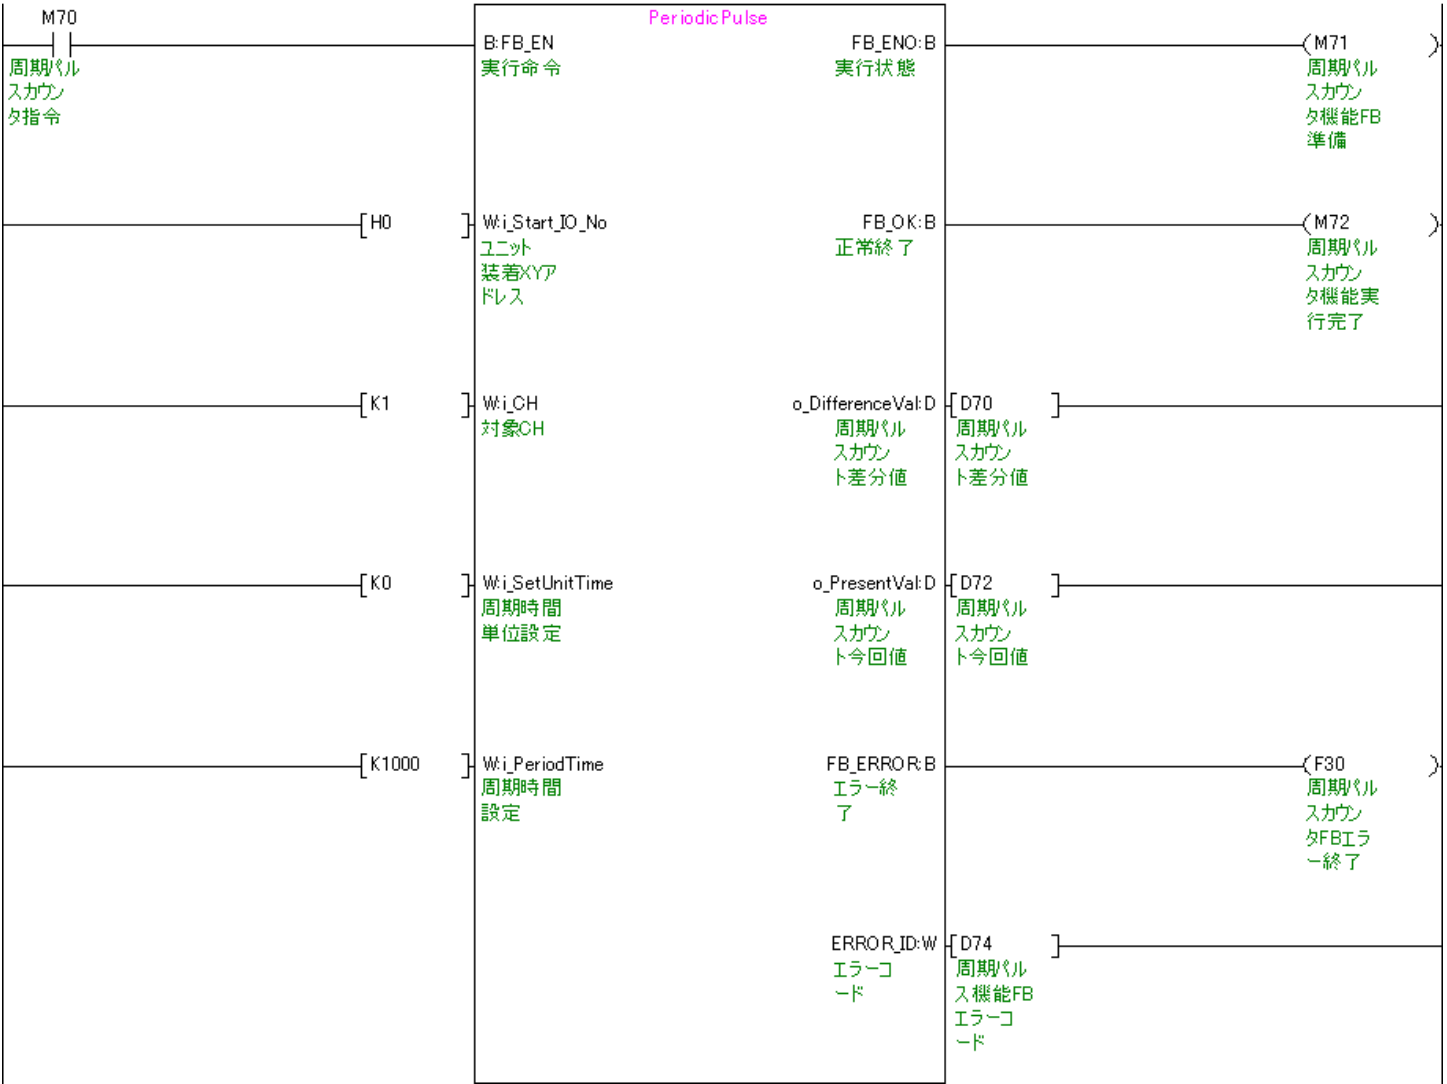 M70
周期パル
スカウン
タ指令
PeriodicPulse
B:FB_EN
実行命令
FB_ENO:B
実行状態
M71
周期パル
スカウン
タ機能FB
準備
H0
W:i_Start_IO_No
ユニット
装着XYア
ドレス
FB_OK:B
正常終了
M72
周期パル
スカウン
タ機能実
行完了
K1
W:i_CH
対象CH
o_DifferenceVal:D
周期パル
スカウン
ト差分値
D70
周期パル
スカウン
ト差分値
K0
W:i_SetUnitTime
周期時間
単位設定
o_PresentVal:D
周期パル
スカウン
ト今回値
D72
周期パル
スカウン
ト今回値
K1000
W:i_PeriodTime
周期時間
設定
FB_ERROR:B
エラー終
了
F30
周期パル
スカウン
タFBエラ
ー終了
ERROR_ID:W
エラーコ
ード
D74
周期パル
ス機能FB
エラーコ
ード